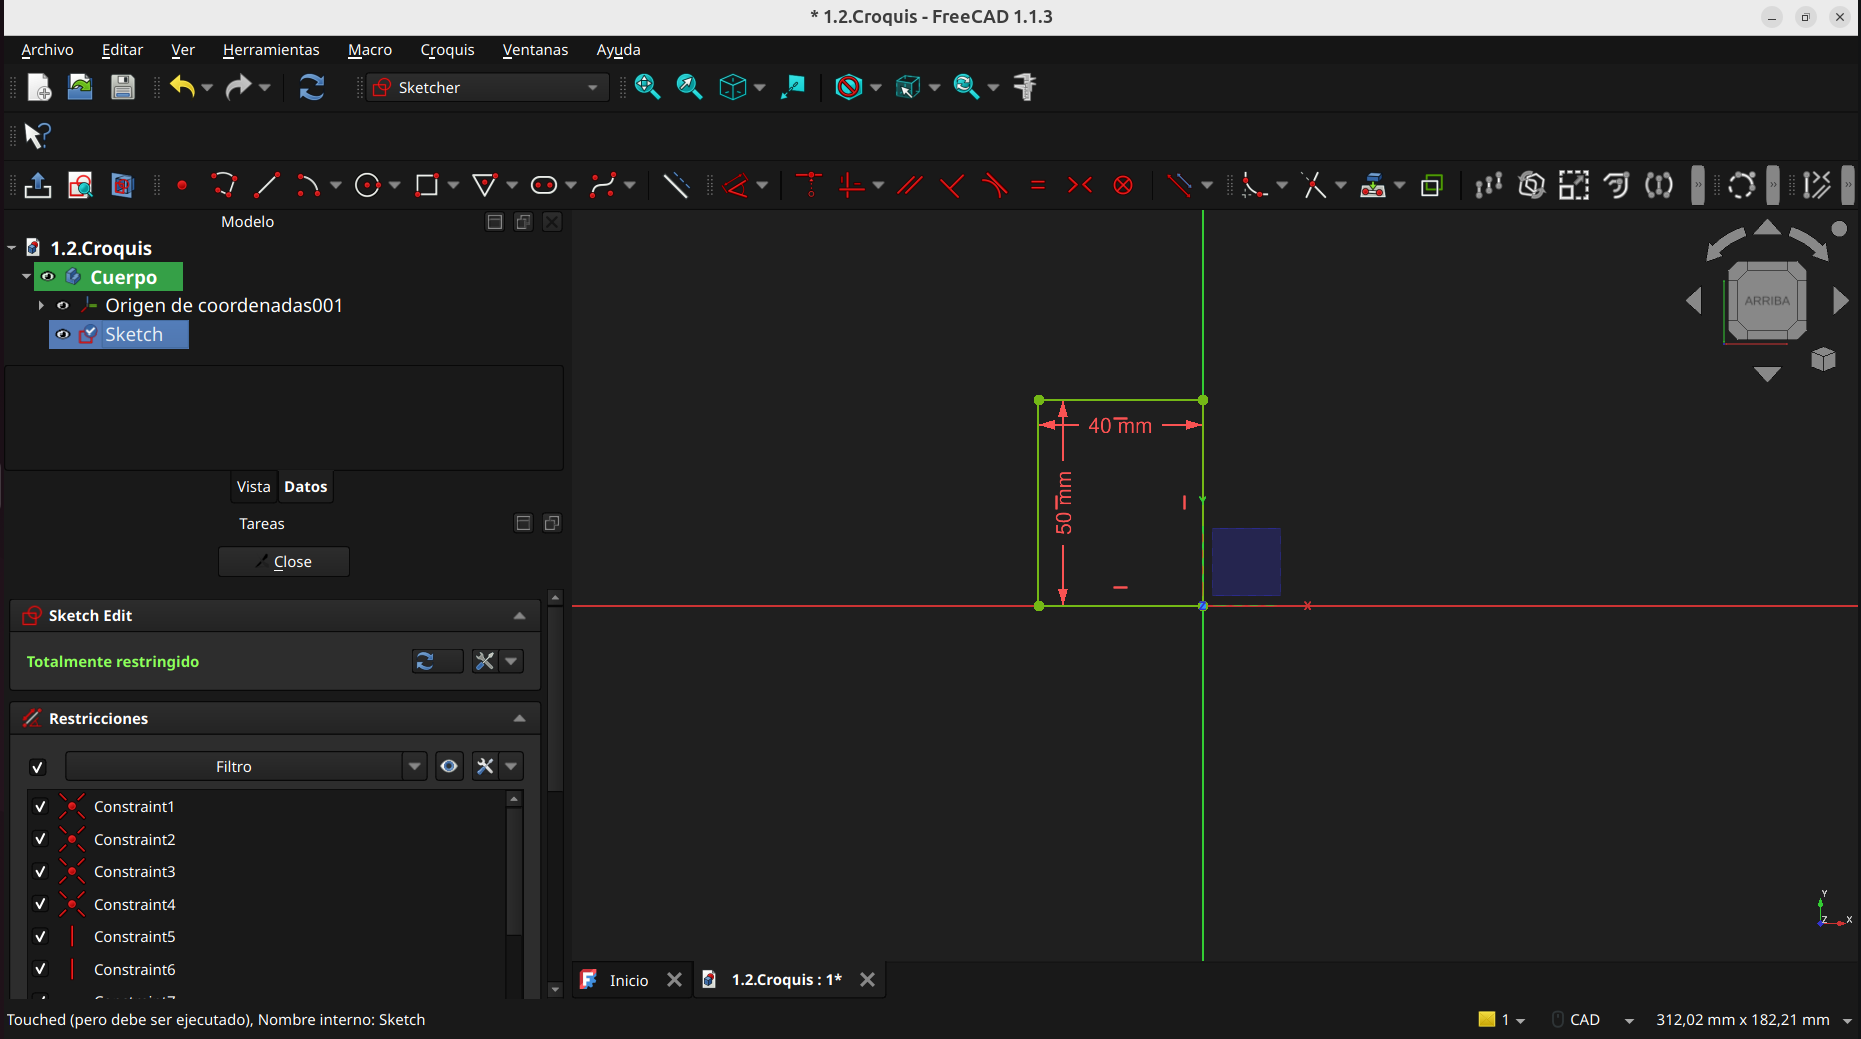 * 1.2.Croquis - FreeCAD 1.1.3
Archivo Editar Ver Herramientas Macro Croquis Ventanas Ayuda
Sketcher
Modelo
1.2.Croquis
Cuerpo
Origen de coordenadas001
Sketch
Vista Datos
Tareas
Close
Sketch Edit
Totalmente restringido
Restricciones
Filtro
Constraint1
Constraint2
Constraint3
Constraint4
Constraint5
Constraint6
ARRIBA
40 mm
50 mm
x
Y
Z X
Inicio
1.2.Croquis : 1*
Touched (pero debe ser ejecutado), Nombre interno: Sketch
1 CAD 312,02 mm x 182,21 mm